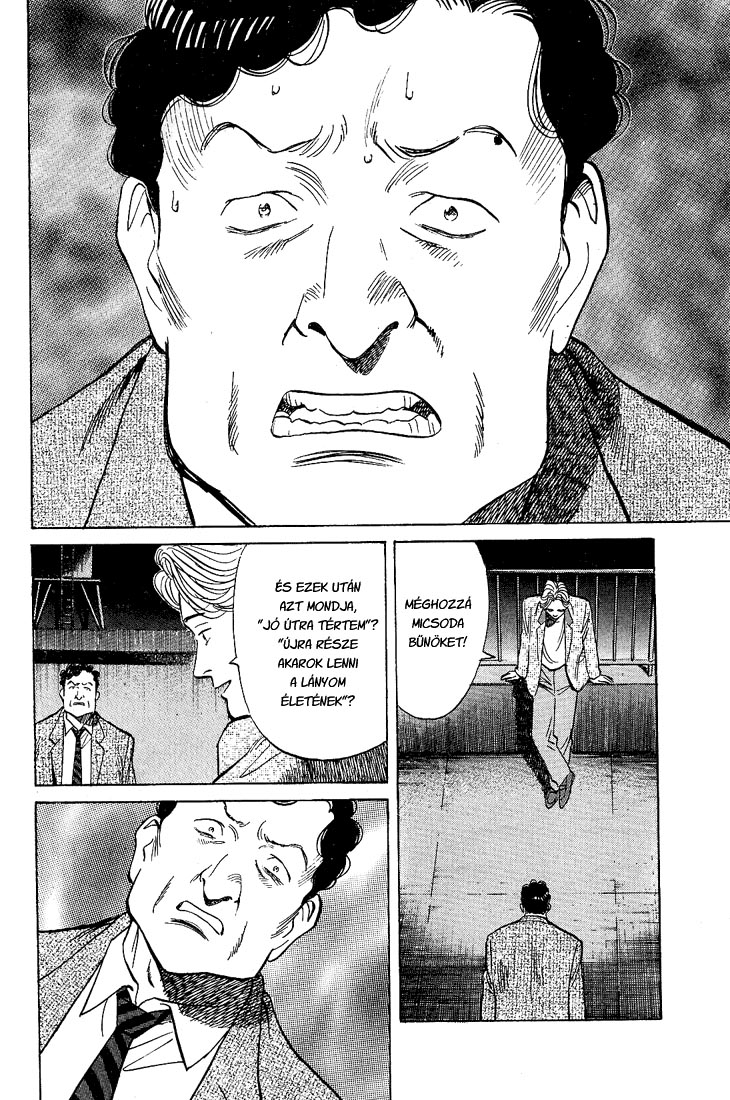 MÉGHOZZÁ
MICSODA
BŰNÖKET!
ÉS EZEK UTÁN
AZT MONDJA,
"JÓ ÚTRA TÉRTEM"?
"ÚJRA RÉSZE
AKAROK LENNI
A LÁNYOM
ÉLETÉNEK"?